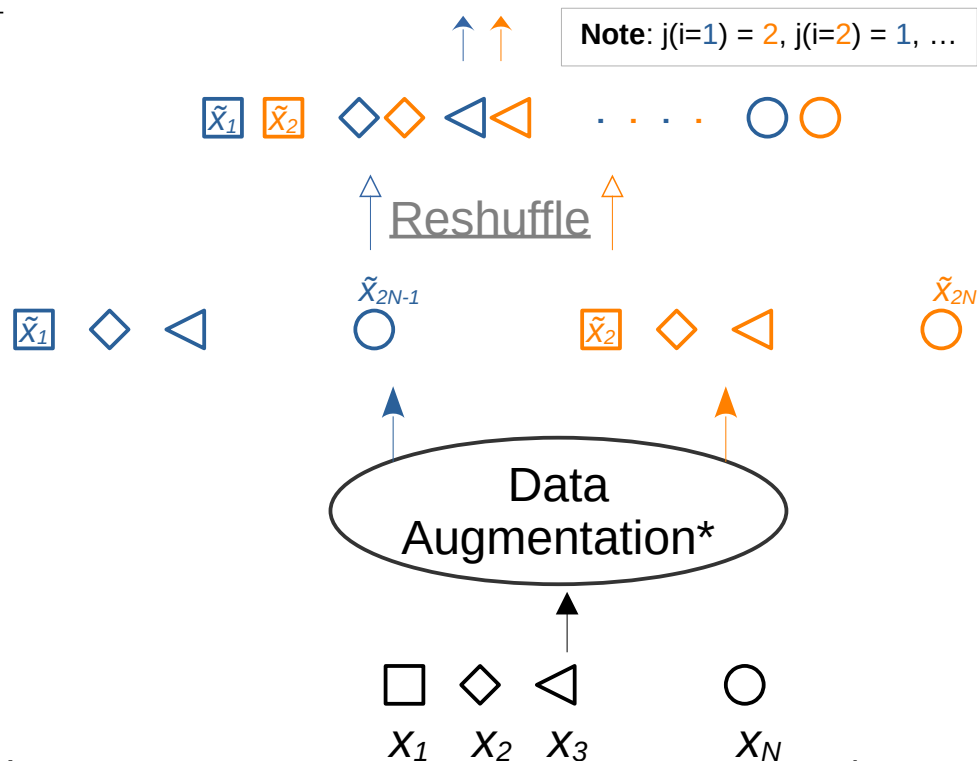 Note: j(i=1) = 2, j(i=2) = 1, …
x̃1 x̃2
Reshuffle
x̃2N-1 x̃2N
x̃1 x̃2
Data
Augmentation*
x1 x2 x3 xN